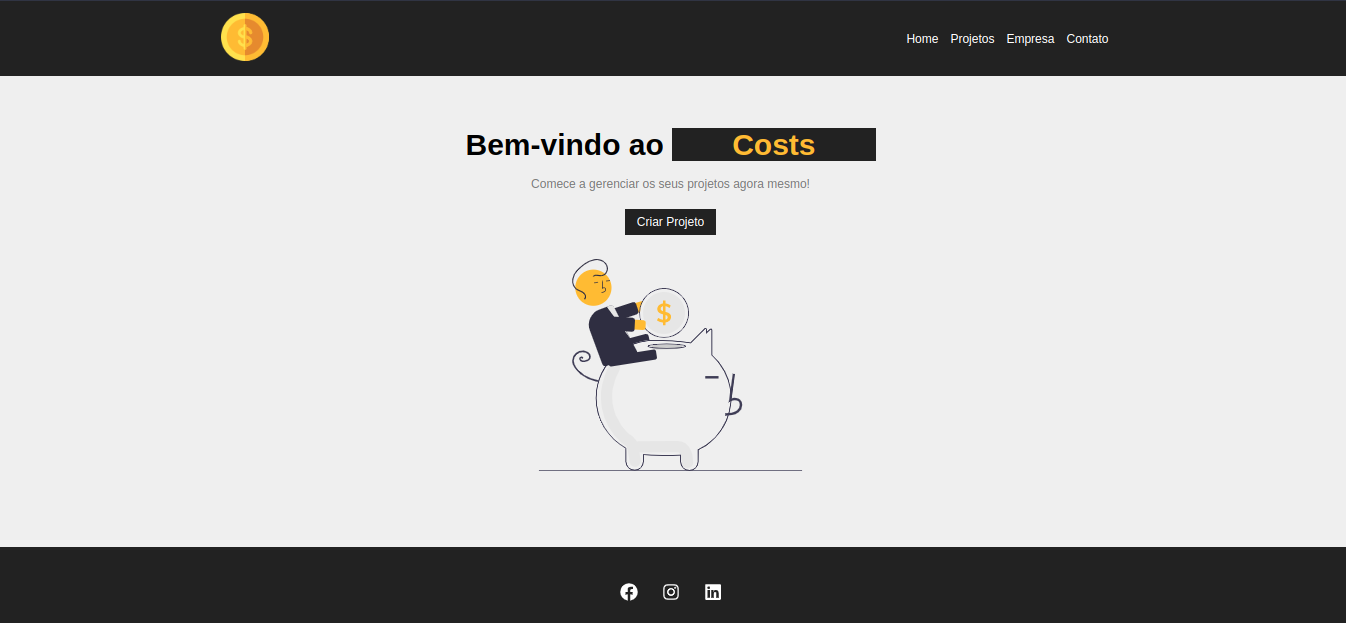 $
Home Projetos Empresa Contato
Bem-vindo ao Costs
Comece a gerenciar os seus projetos agora mesmo!
Criar Projeto
$